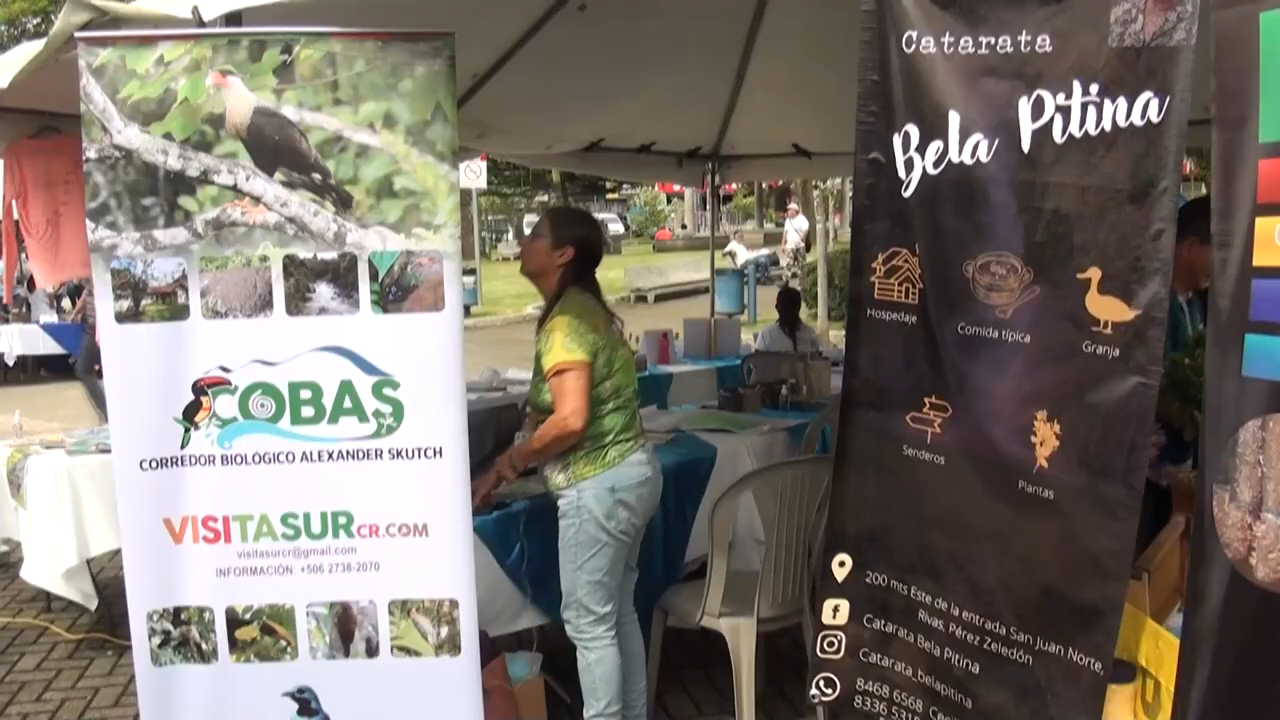 COBAS
CORREDOR BIOLÓGICO ALEXANDER SKUTCH
VISITASURCR.COM
visitasurcr@gmail.com
INFORMACIÓN +506 2738-2070
Catarata
Bela Pitina
Hospedaje
Comida típica
Granja
Senderos
Plantas
200 mts Este de la entrada San Juan Norte,
Rivas, Pérez Zeledón
Catarata Bela Pitina
Catarata_belapitina
8468 6568
8336